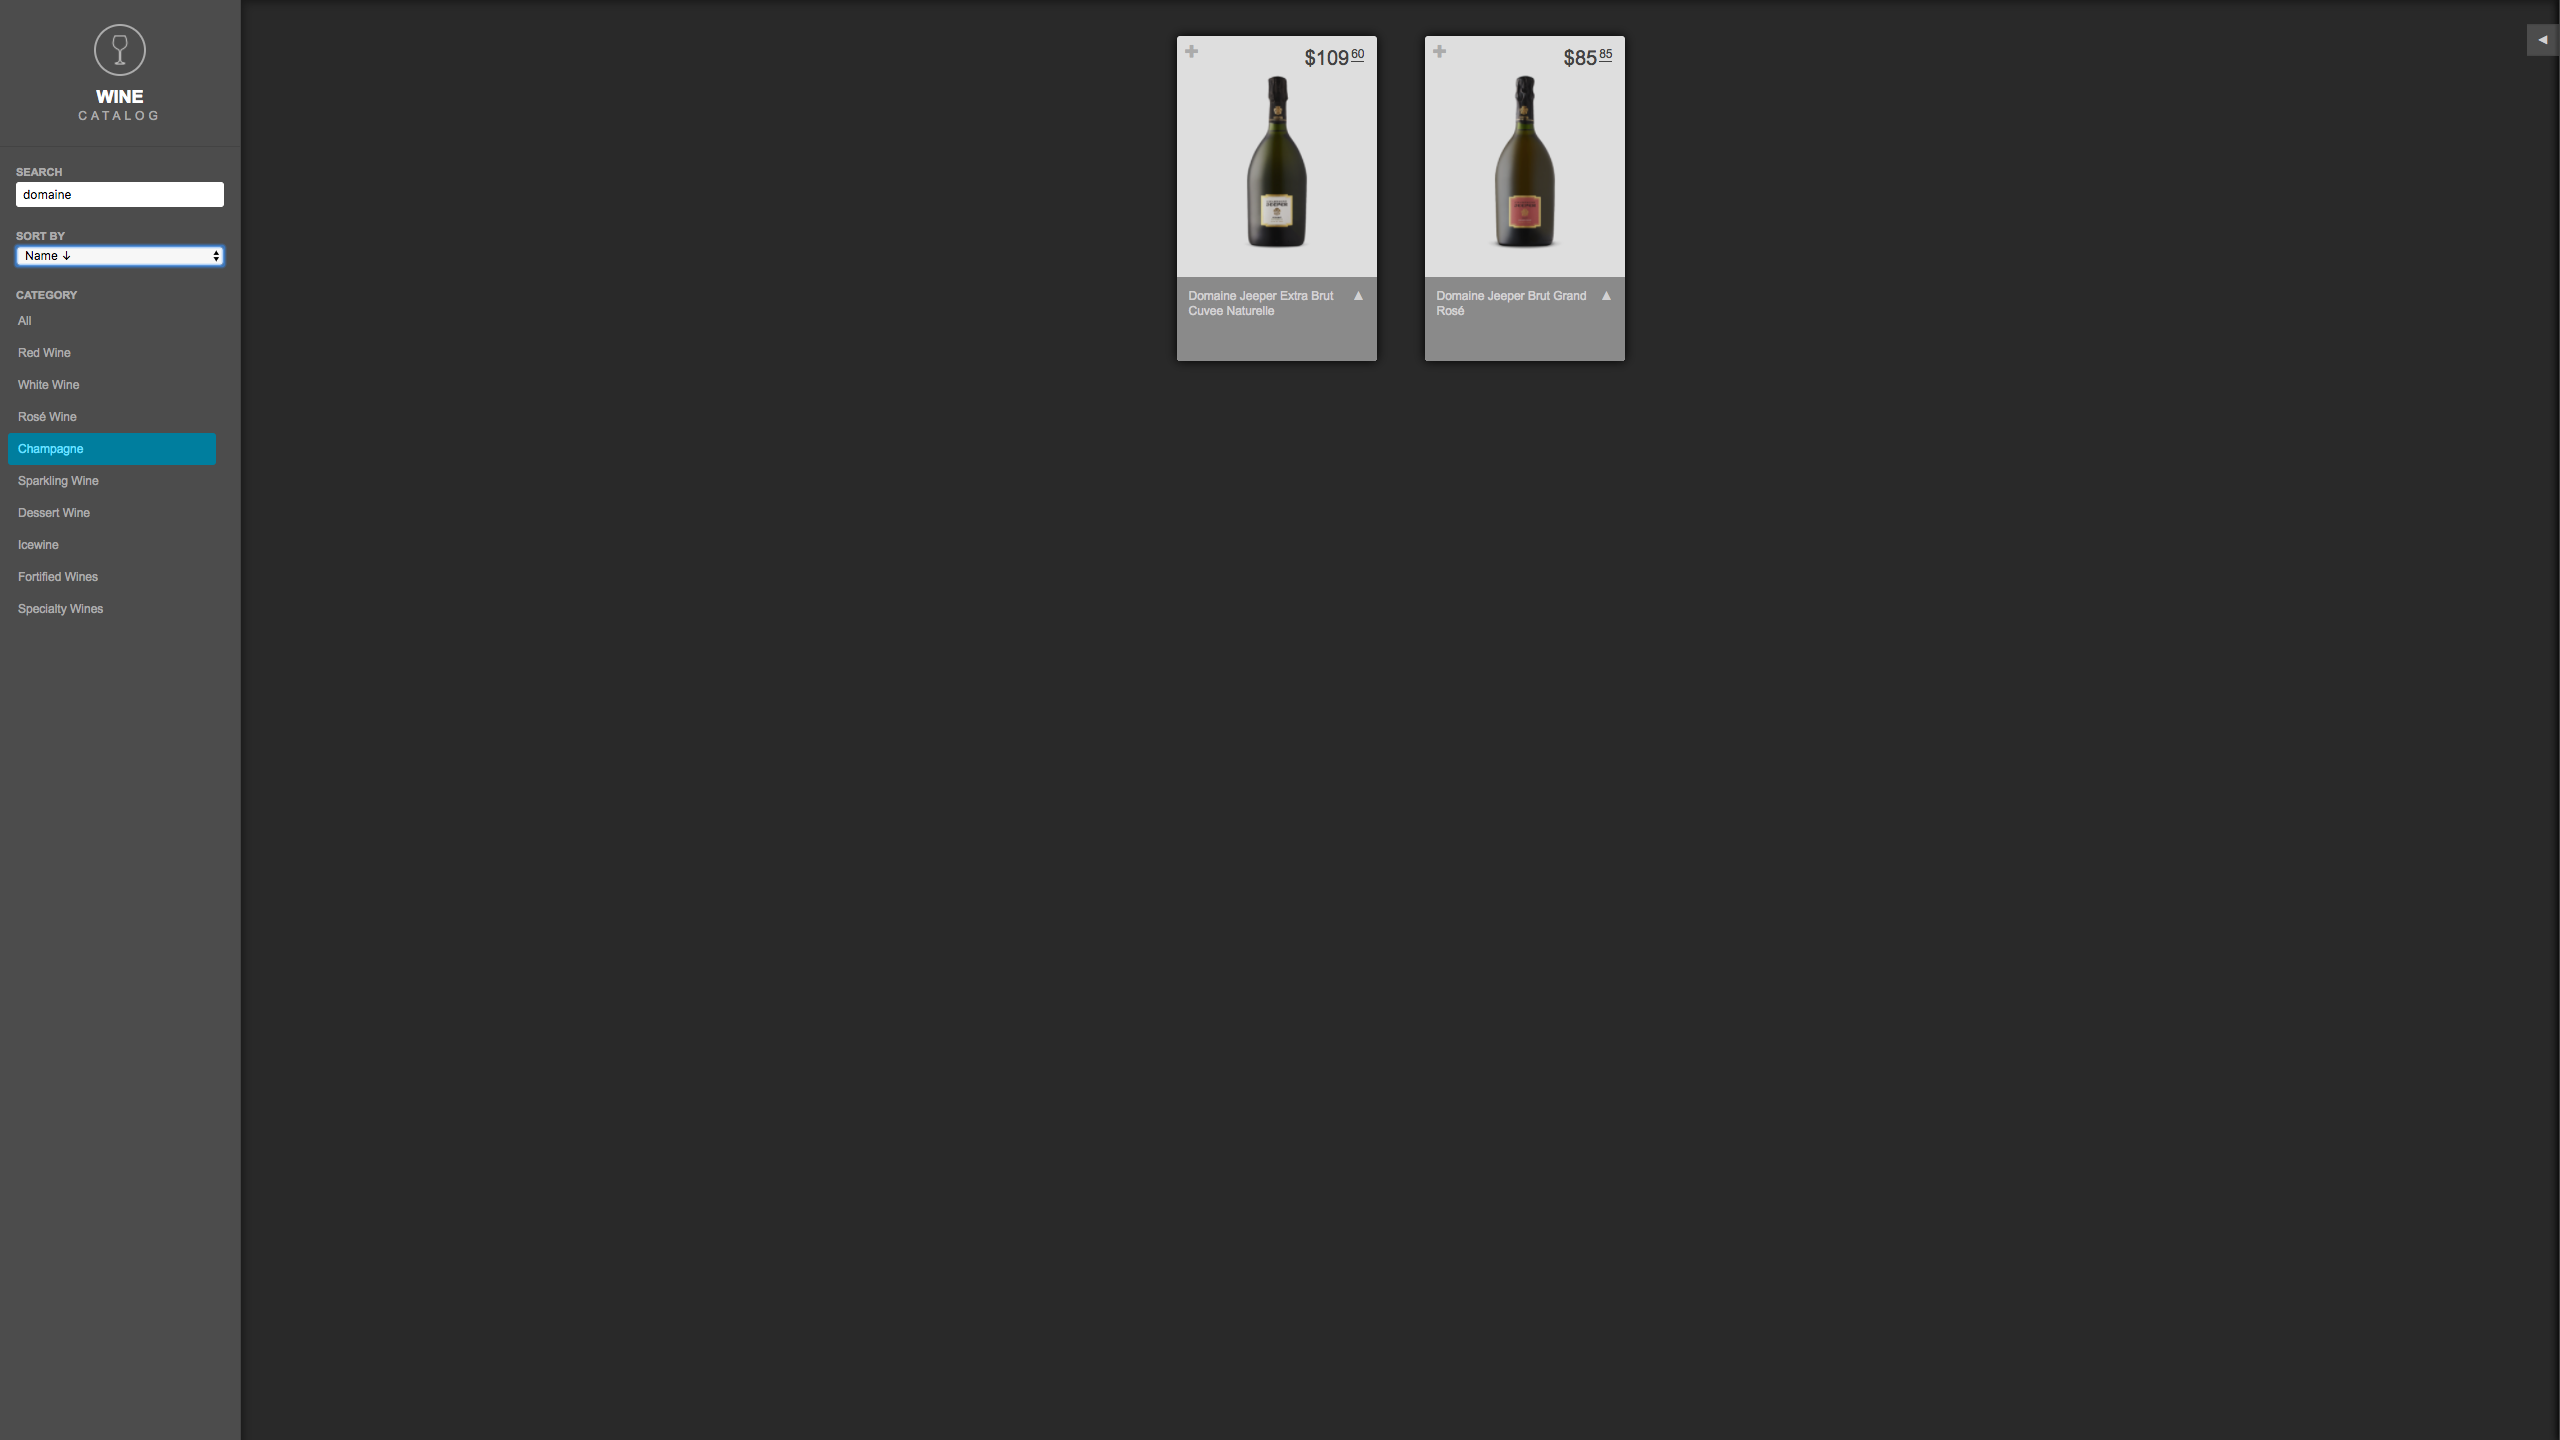 WINE
CATALOG
SEARCH
domaine
SORT BY
Name ↓
CATEGORY
All
Red Wine
White Wine
Rosé Wine
Champagne
Sparkling Wine
Dessert Wine
Icewine
Fortified Wines
Specialty Wines
$109 60
JEEPER
Domaine Jeeper Extra Brut
Cuvee Naturelle
$85 85
Domaine Jeeper Brut Grand
Rosé